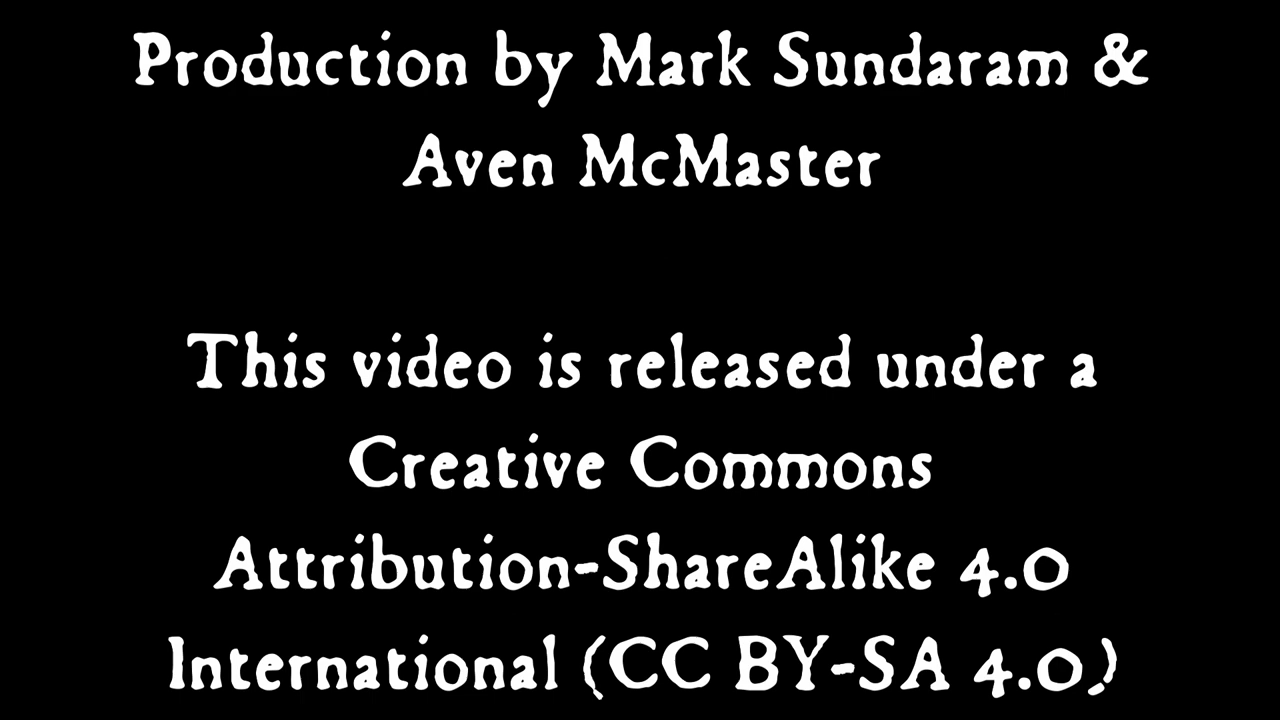 Production by Mark Sundaram &
Aven McMaster
This video is released under a
Creative Commons
Attribution-ShareAlike 4.0
International (CC BY-SA 4.0)